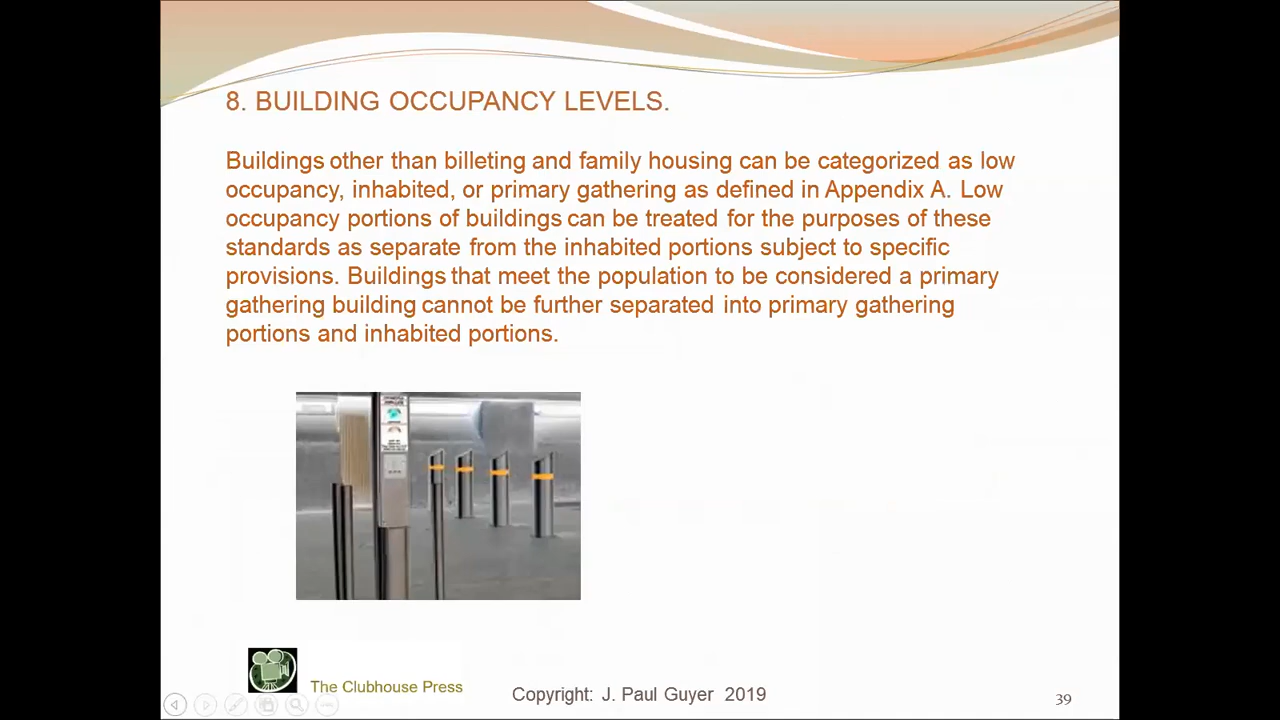 8. BUILDING OCCUPANCY LEVELS.
Buildings other than billeting and family housing can be categorized as low
occupancy, inhabited, or primary gathering as defined in Appendix A. Low
occupancy portions of buildings can be treated for the purposes of these
standards as separate from the inhabited portions subject to specific
provisions. Buildings that meet the population to be considered a primary
gathering building cannot be further separated into primary gathering
portions and inhabited portions.
The Clubhouse Press
Copyright: J. Paul Guyer 2019
39